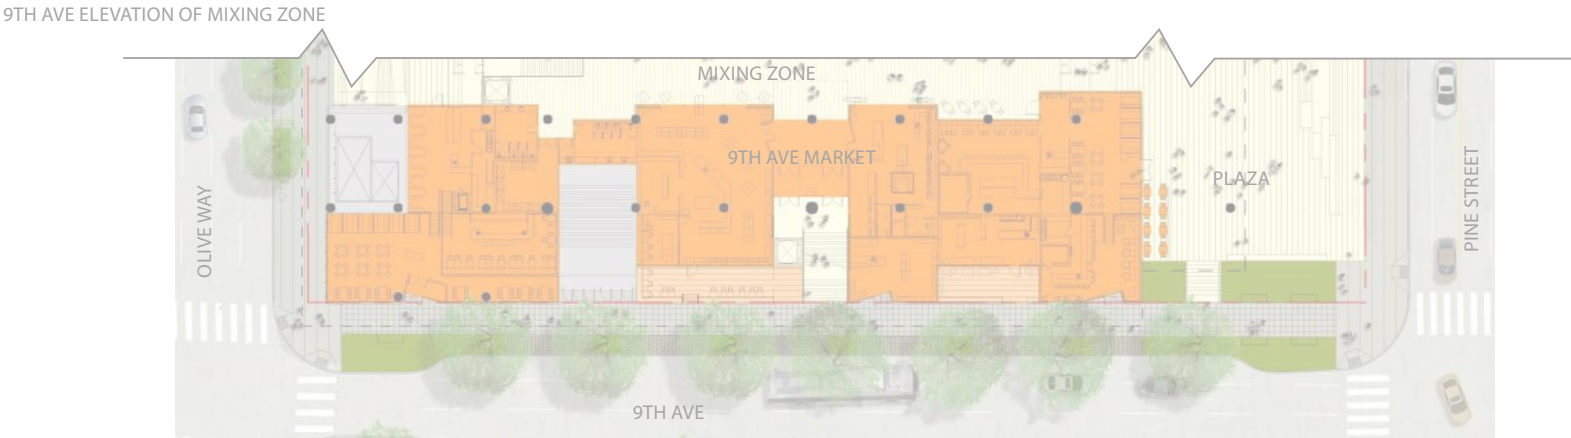 9TH AVE ELEVATION OF MIXING ZONE
MIXING ZONE
9TH AVE MARKET
PLAZA
OLIVE WAY
PINE STREET
9TH AVE